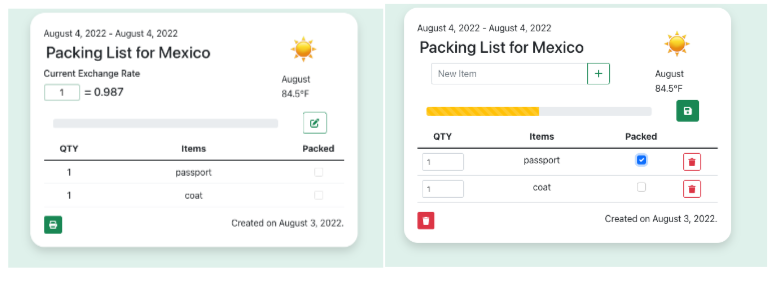 August 4, 2022 - August 4, 2022
Packing List for Mexico
Current Exchange Rate
1 = 0.987
August
84.5°F
QTY Items Packed
1 passport
1 coat
Created on August 3, 2022.
August 4, 2022 - August 4, 2022
Packing List for Mexico
New Item +
August
84.5°F
QTY Items Packed
1 passport
1 coat
Created on August 3, 2022.